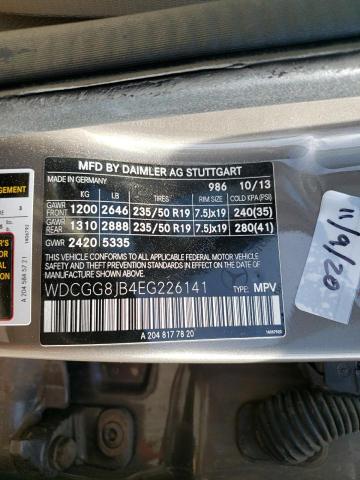 MFD BY DAIMLER AG STUTTGART
MADE IN GERMANY 986 10/13
KG LB TIRES RIM SIZE COLD KPA(PSI)
GAWR FRONT 1200 2646 235/50 R19 7.5Jx19 240(35)
GAWR REAR 1310 2888 235/50 R19 7.5Jx19 280(41)
GVWR 2420 5335
THIS VEHICLE CONFORMS TO ALL APPLICABLE U.S. FEDERAL
MOTOR VEHICLE SAFETY AND THEFT PREVENTION STANDARDS
IN EFFECT ON THE DATE OF MANUFACTURE SHOWN ABOVE.
WDCGG8JB4EG226141 TYPE: MPV
A 204 817 78 20
A 204 584 57 21
11/9/20